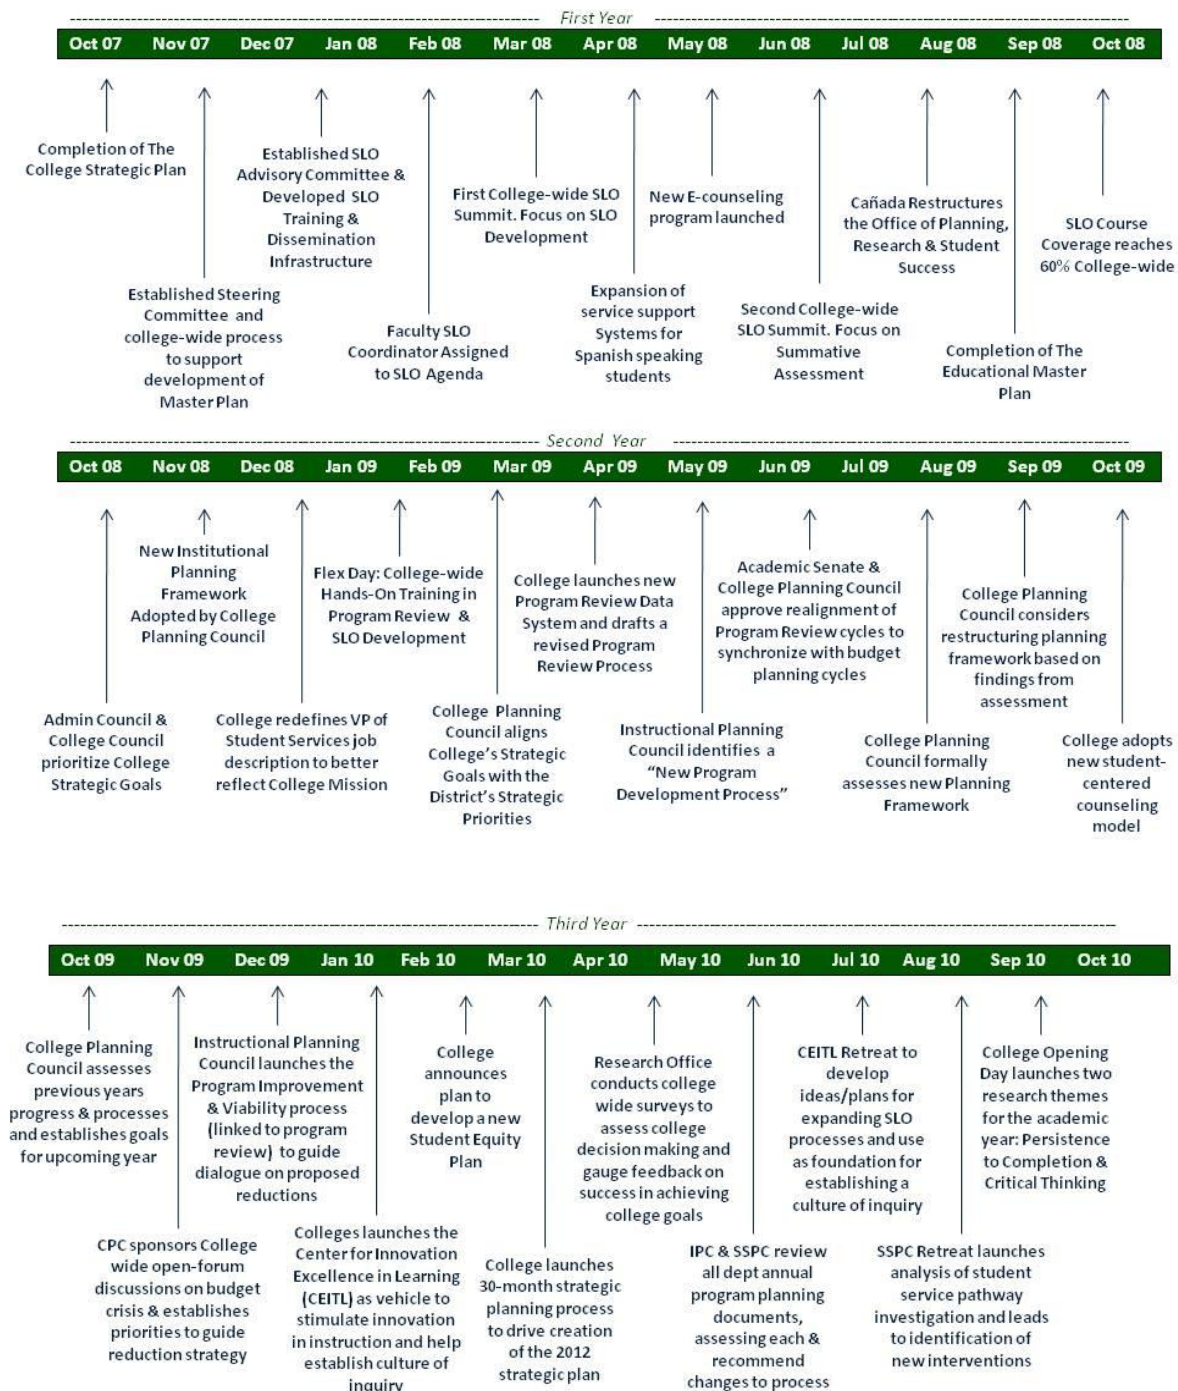 First Year
Oct 07 Nov 07 Dec 07 Jan 08 Feb 08 Mar 08 Apr 08 May 08 Jun 08 Jul 08 Aug 08 Sep 08 Oct 08
Completion of The
College Strategic Plan
Established Steering
Committee and
college-wide process
to support
development of
Master Plan
Established SLO
Advisory Committee &
Developed SLO
Training &
Dissemination
Infrastructure
Faculty SLO
Coordinator Assigned
to SLO Agenda
First College-wide SLO
Summit. Focus on SLO
Development
Expansion of
service support
Systems for
Spanish speaking
students
New E-counseling
program launched
Second College-wide
SLO Summit. Focus on
Summative
Assessment
Cañada Restructures
the Office of Planning,
Research & Student
Success
Completion of The
Educational Master
Plan
SLO Course
Coverage reaches
60% College-wide
Second Year
Oct 08 Nov 08 Dec 08 Jan 09 Feb 09 Mar 09 Apr 09 May 09 Jun 09 Jul 09 Aug 09 Sep 09 Oct 09
Admin Council &
College Council
prioritize College
Strategic Goals
New Institutional
Planning
Framework
Adopted by College
Planning Council
College redefines VP of
Student Services job
description to better
reflect College Mission
Flex Day: College-wide
Hands-On Training in
Program Review &
SLO Development
College Planning
Council aligns
College's Strategic
Goals with the
District's Strategic
Priorities
College launches new
Program Review Data
System and drafts a
revised Program
Review Process
Instructional Planning
Council identifies a
"New Program
Development Process"
Academic Senate &
College Planning Council
approve realignment of
Program Review cycles to
synchronize with budget
planning cycles
College Planning
Council formally
assesses new Planning
Framework
College Planning
Council considers
restructuring planning
framework based on
findings from
assessment
College adopts
new student-
centered
counseling
model
Third Year
Oct 09 Nov 09 Dec 09 Jan 10 Feb 10 Mar 10 Apr 10 May 10 Jun 10 Jul 10 Aug 10 Sep 10 Oct 10
College Planning
Council assesses
previous years
progress & processes
and establishes goals
for upcoming year
CPC sponsors College
wide open-forum
discussions on budget
crisis & establishes
priorities to guide
reduction strategy
Instructional Planning
Council launches the
Program Improvement
& Viability process
(linked to program
review) to guide
dialogue on proposed
reductions
Colleges launches the
Center for Innovation
Excellence in Learning
(CEITL) as vehicle to
stimulate innovation
in instruction and help
establish culture of
inquiry
College
announces
plan to
develop a new
Student Equity
Plan
College launches
30-month strategic
planning process
to drive creation
of the 2012
strategic plan
Research Office
conducts college
wide surveys to
assess college
decision making and
gauge feedback on
success in achieving
college goals
IPC & SSPC review
all dept annual
program planning
documents,
assessing each &
recommend
changes to process
CEITL Retreat to
develop
ideas/plans for
expanding SLO
processes and use
as foundation for
establishing a
culture of inquiry
SSPC Retreat launches
analysis of student
service pathway
investigation and leads
to identification of
new interventions
College Opening
Day launches two
research themes
for the academic
year: Persistence
to Completion &
Critical Thinking